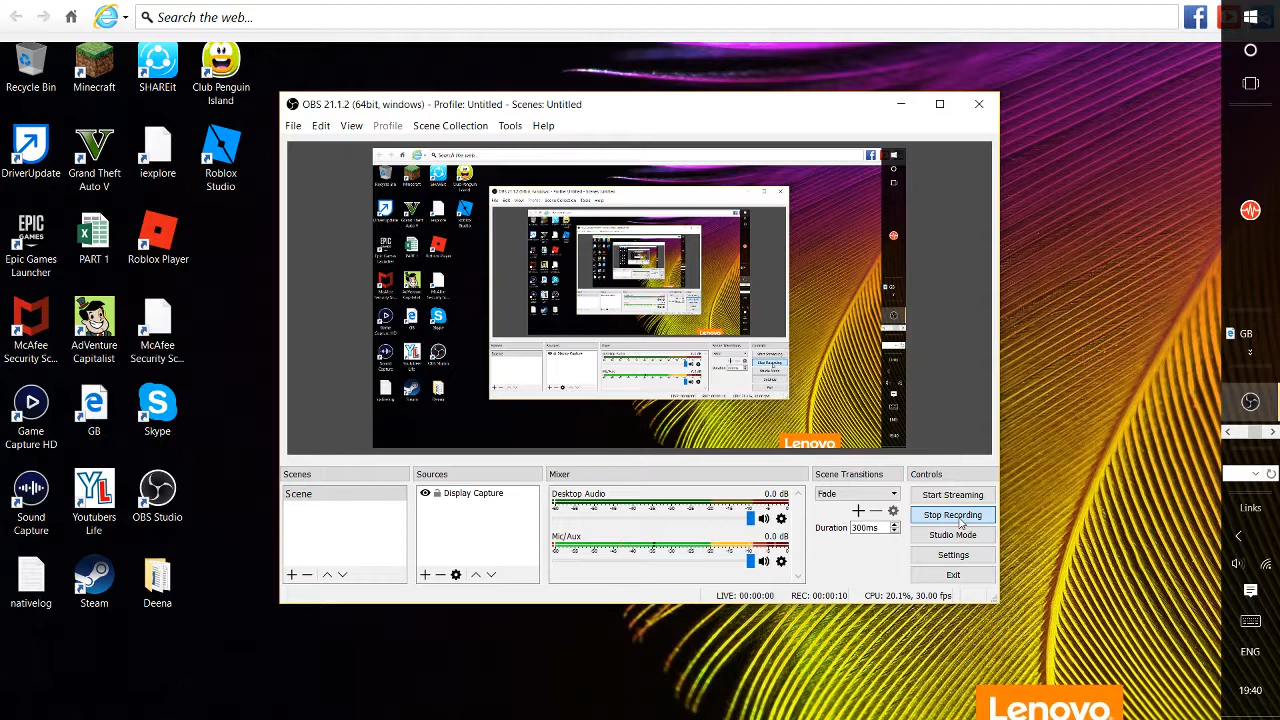 Search the web...
Recycle Bin
Minecraft
SHAREit
Club Penguin
Island
DriverUpdate
Grand Theft
Auto V
iexplore
Roblox
Studio
Epic Games
Launcher
PART 1
Roblox Player
McAfee
Security Sc...
AdVenture
Capitalist
McAfee
Security Sc...
Game
Capture HD
GB
Skype
Sound
Capture
Youtubers
Life
OBS Studio
nativelog
Steam
Deena
OBS 21.1.2 (64bit, windows) - Profile: Untitled - Scenes: Untitled
File Edit View Profile Scene Collection Tools Help
Search the web...
Lenovo
Scenes
Scene
Sources
Display Capture
Mixer
Desktop Audio 0.0 dB
Mic/Aux 0.0 dB
Scene Transitions
Fade
Duration 300ms
Controls
Start Streaming
Stop Recording
Studio Mode
Settings
Exit
LIVE: 00:00:00 REC: 00:00:10 CPU: 20.1%, 30.00 fps
GB
Links
ENG
19:40
Lenovo